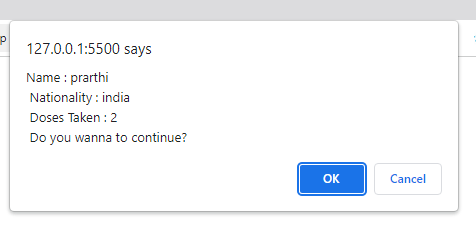 p
127.0.0.1:5500 says
Name : prarthi
Nationality : india
Doses Taken : 2
Do you wanna to continue?
OK
Cancel